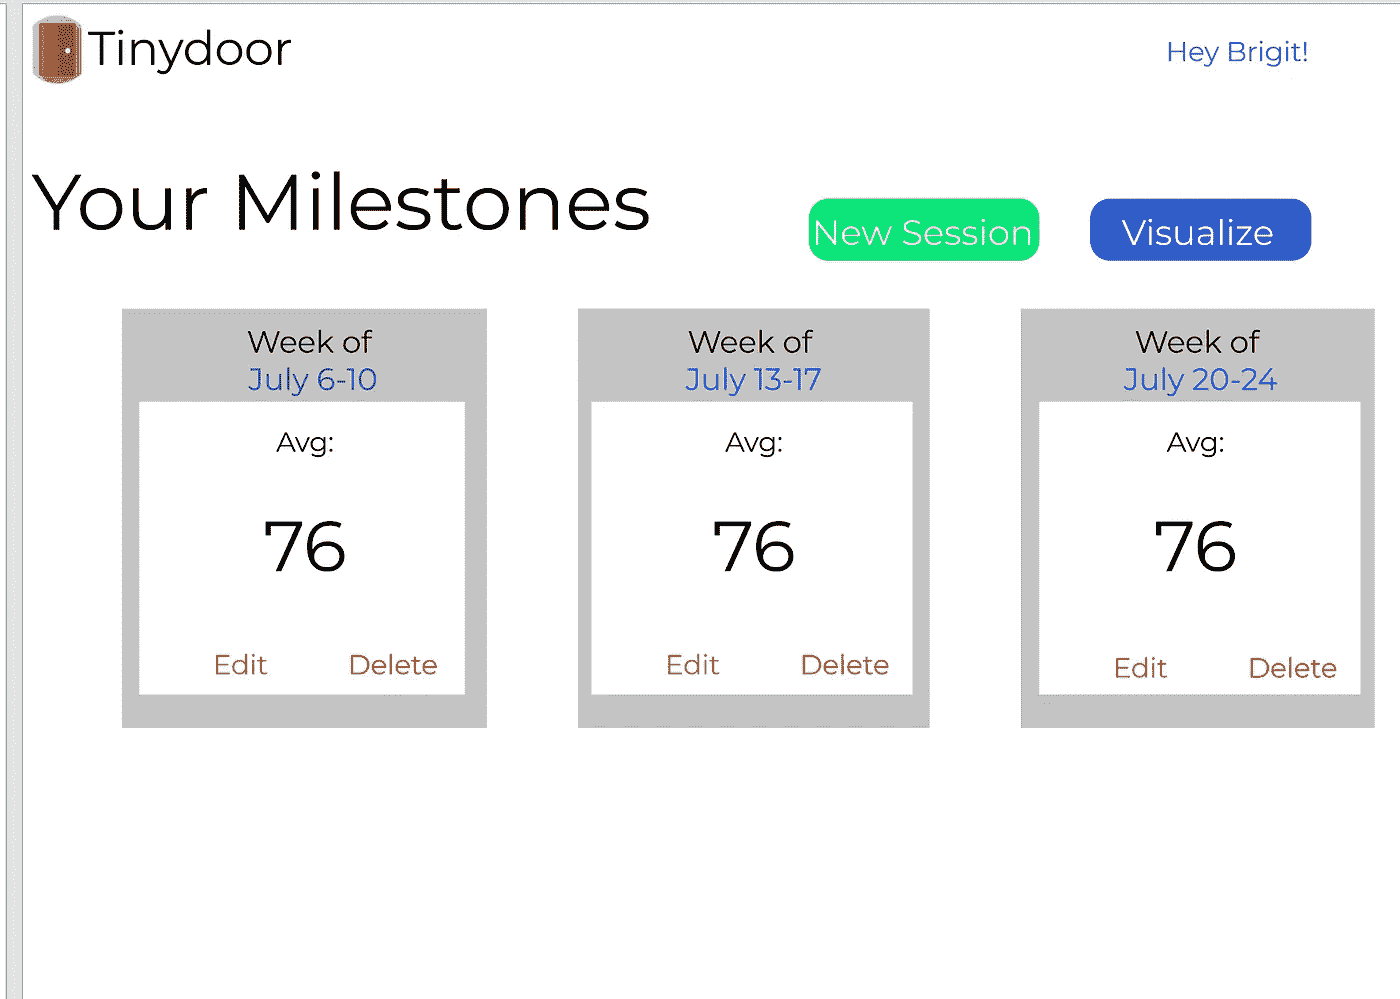 Tinydoor
Hey Brigit!
Your Milestones
New Session
Visualize
Week of
July 6-10
Avg:
76
Edit
Delete
Week of
July 13-17
Avg:
76
Edit
Delete
Week of
July 20-24
Avg:
76
Edit
Delete